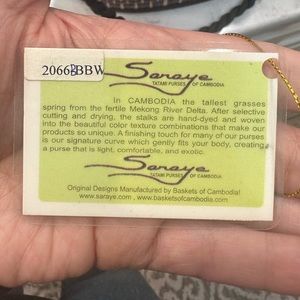 2066BBBW
Saraye
TATAMI PURSES OF CAMBODIA
In CAMBODIA the tallest grasses
spring from the fertile Mekong River Delta. After selective
cutting and drying, the stalks are hand-dyed and woven
into the beautiful color texture combinations that make our
products so unique. A finishing touch for many of our purses
is our signature curve which gently fits your body, creating
a purse that is light, comfortable, and exotic.
Saraye
TATAMI PURSES OF CAMBODIA
Original Designs Manufactured by Baskets of Cambodia!
www.saraye.com , www.basketsofcambodia.com